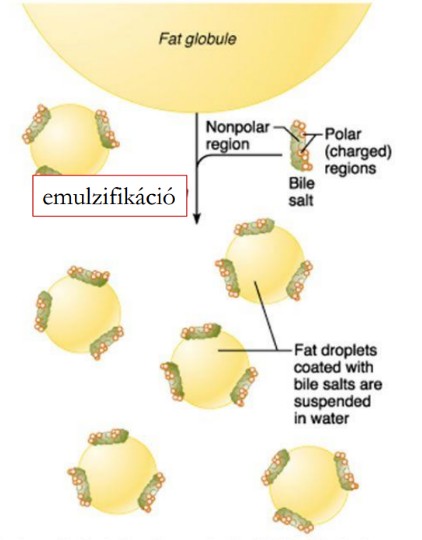 Fat globule
Nonpolar
region
Polar
(charged)
regions
Bile
salt
emulzifikáció
Fat droplets
coated with
bile salts are
suspended
in water